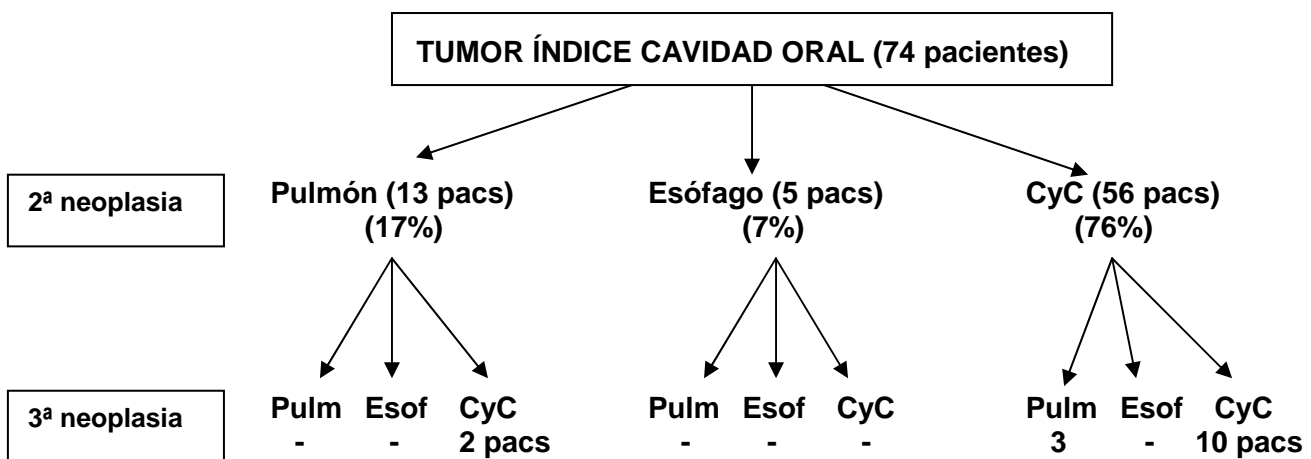 TUMOR ÍNDICE CAVIDAD ORAL (74 pacientes)
2ª neoplasia
Pulmón (13 pacs) Esófago (5 pacs) CyC (56 pacs)
(17%) (7%) (76%)
3ª neoplasia
Pulm Esof CyC Pulm Esof CyC Pulm Esof CyC
- - 2 pacs - - - 3 - 10 pacs